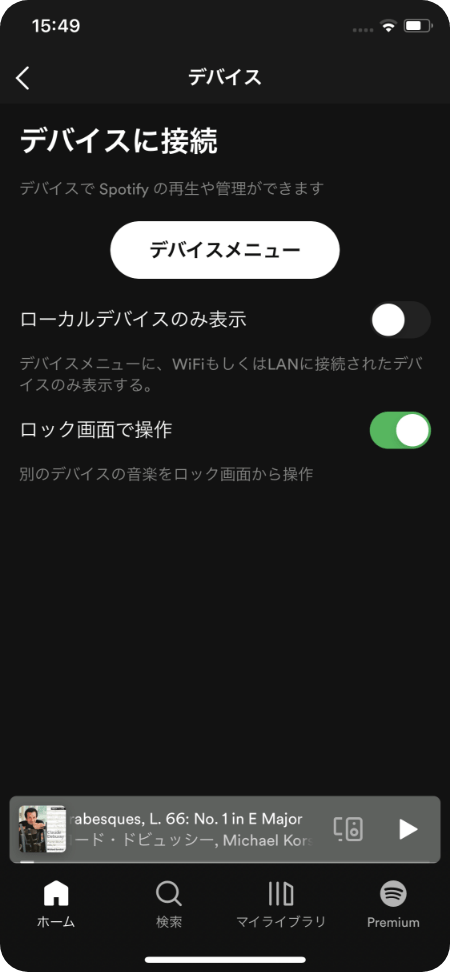 15:49
デバイス
デバイスに接続
デバイスで Spotify の再生や管理ができます
デバイスメニュー
ローカルデバイスのみ表示
デバイスメニューに、WiFiもしくはLANに接続されたデバ
イスのみ表示する。
ロック画面で操作
別のデバイスの音楽をロック画面から操作
rabesques, L. 66: No. 1 in E Major
ード・ドビュッシー, Michael Kors
ホーム
検索
マイライブラリ
Premium